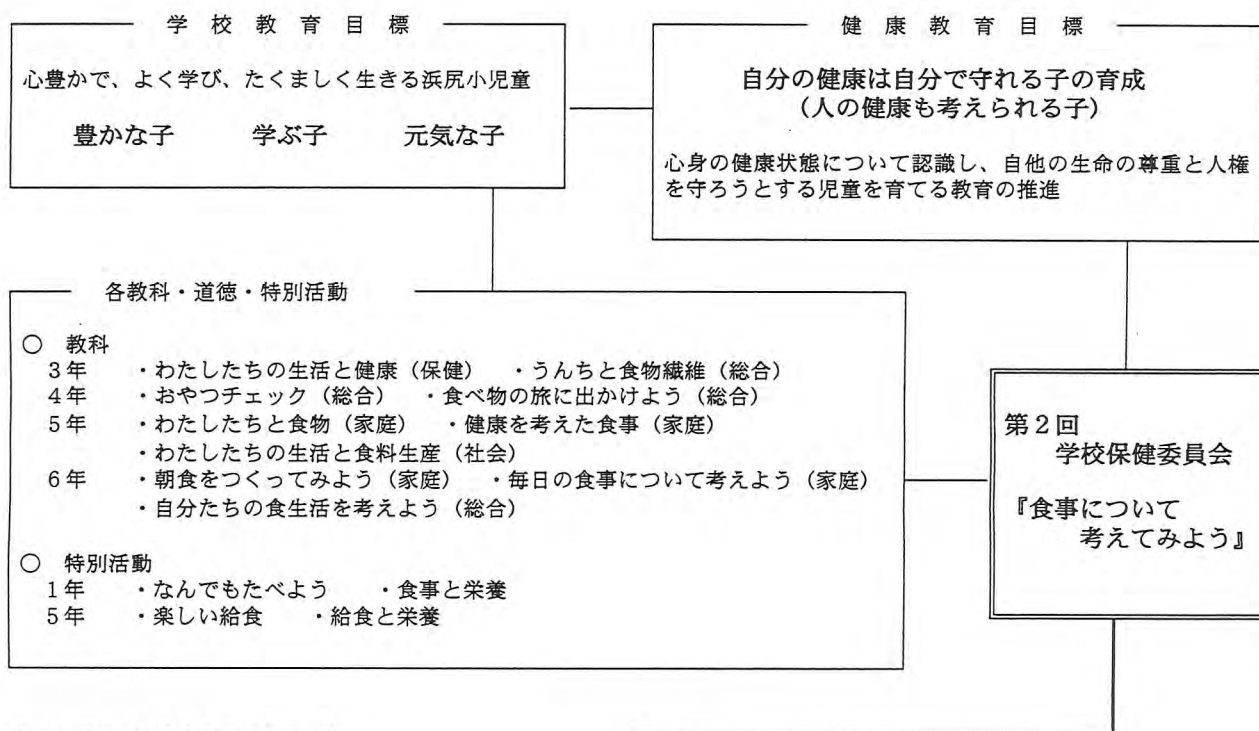 学校教育目標
心豊かで、よく学び、たくましく生きる浜尻小児童
豊かな子　学ぶ子　元気な子
健康教育目標
自分の健康は自分で守れる子の育成
（人の健康も考えられる子）
心身の健康状態について認識し、自他の生命の尊重と人権
を守ろうとする児童を育てる教育の推進
各教科・道徳・特別活動
○　教科
3年　・わたしたちの生活と健康（保健）　・うんちと食物繊維（総合）
4年　・おやつチェック（総合）　・食べ物の旅に出かけよう（総合）
5年　・わたしたちと食物（家庭）　・健康を考えた食事（家庭）
・わたしたちの生活と食料生産（社会）
6年　・朝食をつくってみよう（家庭）　・毎日の食事について考えよう（家庭）
・自分たちの食生活を考えよう（総合）
○　特別活動
1年　・なんでもたべよう　・食事と栄養
5年　・楽しい給食　・給食と栄養
第2回
学校保健委員会
『食事について
考えてみよう』